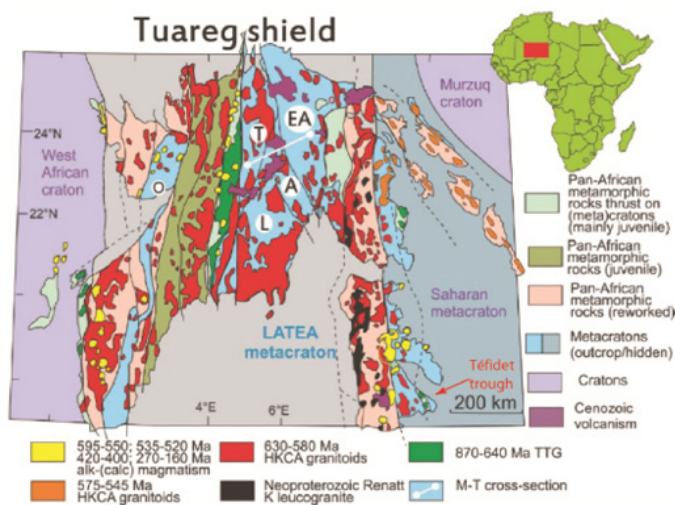 Tuareg shield
24°N
22°N
West
African
craton
Murzuq
craton
T
EA
O
A
L
LATEA
metacraton
Saharan
metacraton
4°E
6°E
Téfidet
trough
200 km
Pan-African
metamorphic
rocks thrust on
(meta)cratons
(mainly juvenile)
Pan-African
metamorphic
rocks (juvenile)
Pan-African
metamorphic
rocks (reworked)
Metacratons
(outcrop/hidden)
Cratons
Cenozoic
volcanism
595-550; 535-520 Ma
420-400; 270-160 Ma
alk-(calc) magmatism
575-545 Ma
HKCA granitoids
630-580 Ma
HKCA granitoids
Neoproterozoic Renatt
K leucogranite
870-640 Ma TTG
M-T cross-section